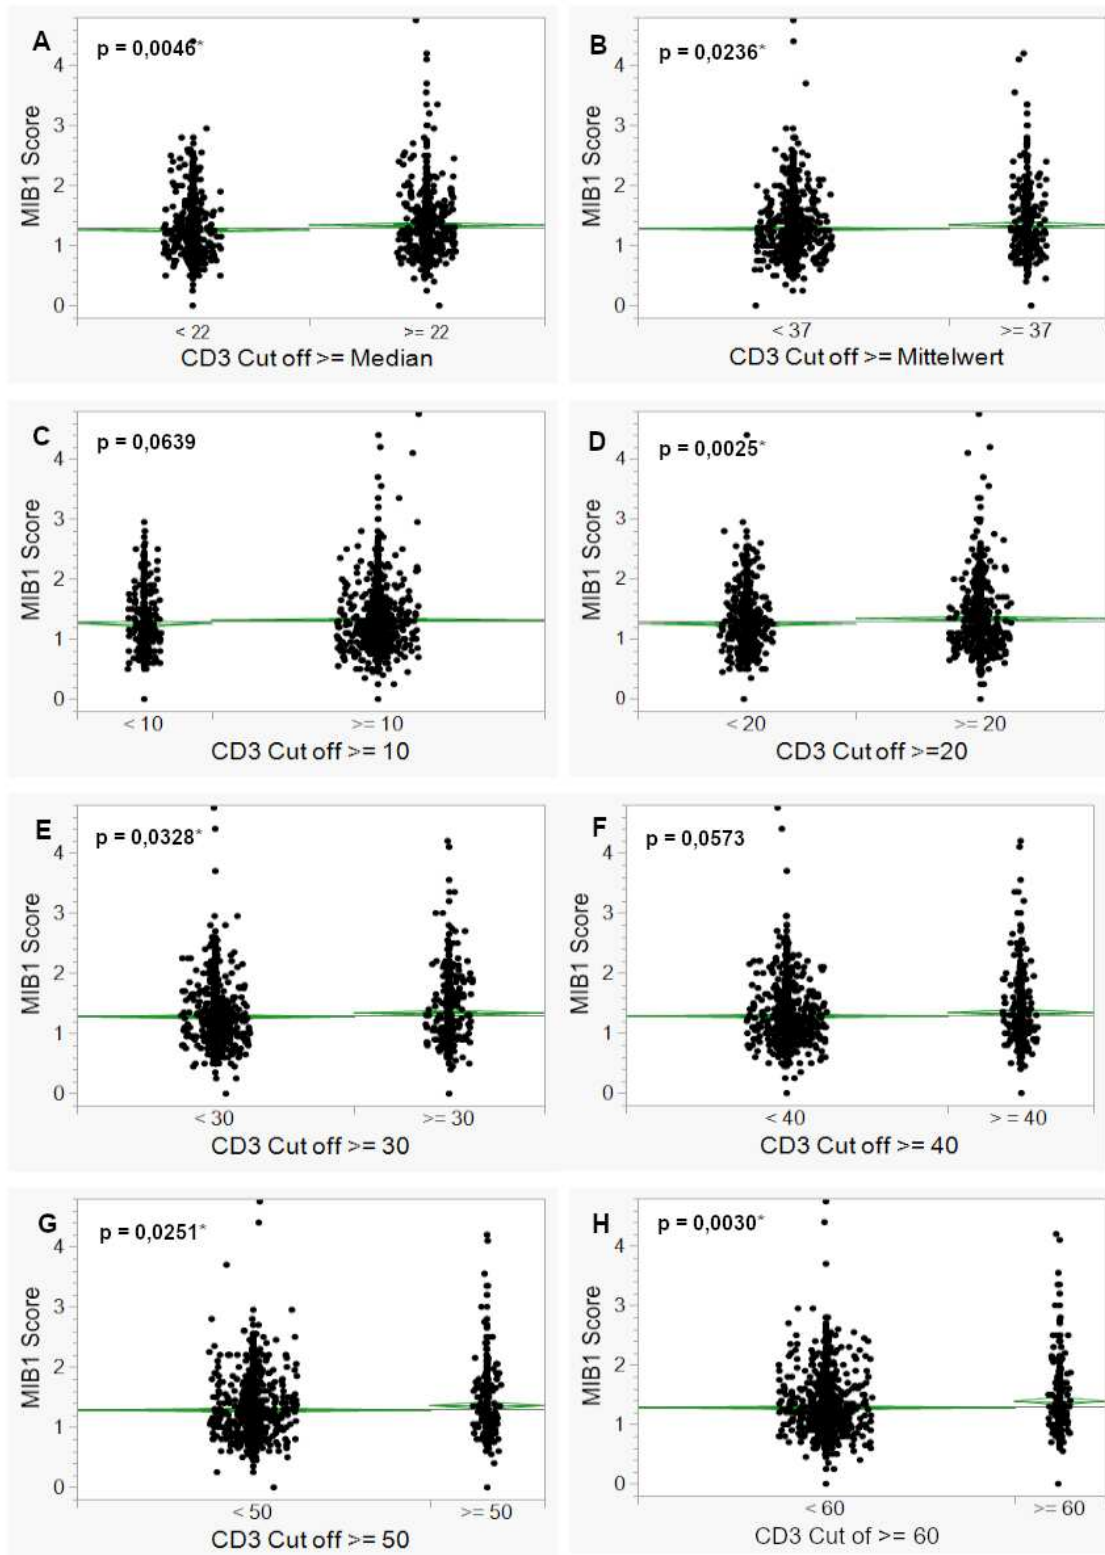 A
p = 0,0046*
MIB1 Score
4
3
2
1
0
< 22
>= 22
CD3 Cut off >= Median
B
p = 0,0236*
MIB1 Score
4
3
2
1
0
< 37
>= 37
CD3 Cut off >= Mittelwert
C
p = 0,0639
MIB1 Score
4
3
2
1
0
< 10
>= 10
CD3 Cut off >= 10
D
p = 0,0025*
MIB1 Score
4
3
2
1
0
< 20
>= 20
CD3 Cut off >=20
E
p = 0,0328*
MIB1 Score
4
3
2
1
0
< 30
>= 30
CD3 Cut off >= 30
F
p = 0,0573
MIB1 Score
4
3
2
1
0
< 40
>= 40
CD3 Cut off >= 40
G
p = 0,0251*
MIB1 Score
4
3
2
1
0
< 50
>= 50
CD3 Cut off >= 50
H
p = 0,0030*
MIB1 Score
4
3
2
1
0
< 60
>= 60
CD3 Cut of >= 60